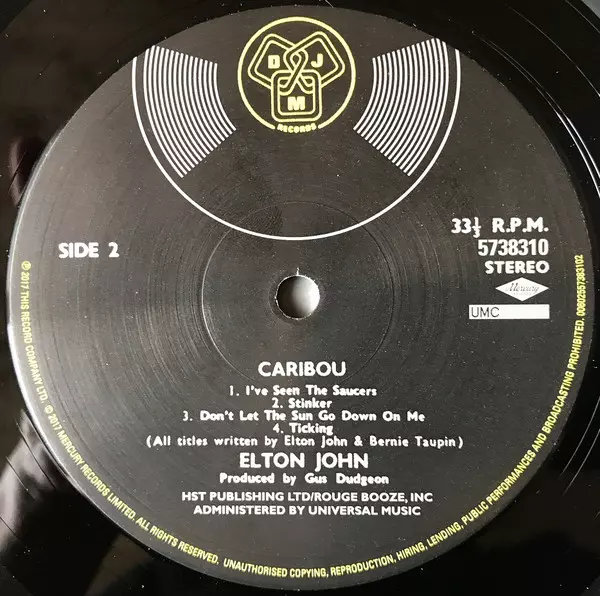 D J
M
RECORDS
SIDE 2
33⅓ R.P.M.
5738310
STEREO
Mercury
UMC
CARIBOU
1. I've Seen The Saucers
2. Stinker
3. Don't Let The Sun Go Down On Me
4. Ticking
(All titles written by Elton John & Bernie Taupin)
ELTON JOHN
Produced by Gus Dudgeon
HST PUBLISHING LTD/ROUGE BOOZE, INC
ADMINISTERED BY UNIVERSAL MUSIC
℗ 2017 THIS RECORD COMPANY LTD. © 2017 MERCURY RECORDS LIMITED. ALL RIGHTS RESERVED. UNAUTHORISED COPYING, REPRODUCTION, HIRING, LENDING, PUBLIC PERFORMANCES AND BROADCASTING PROHIBITED. 00602557383102